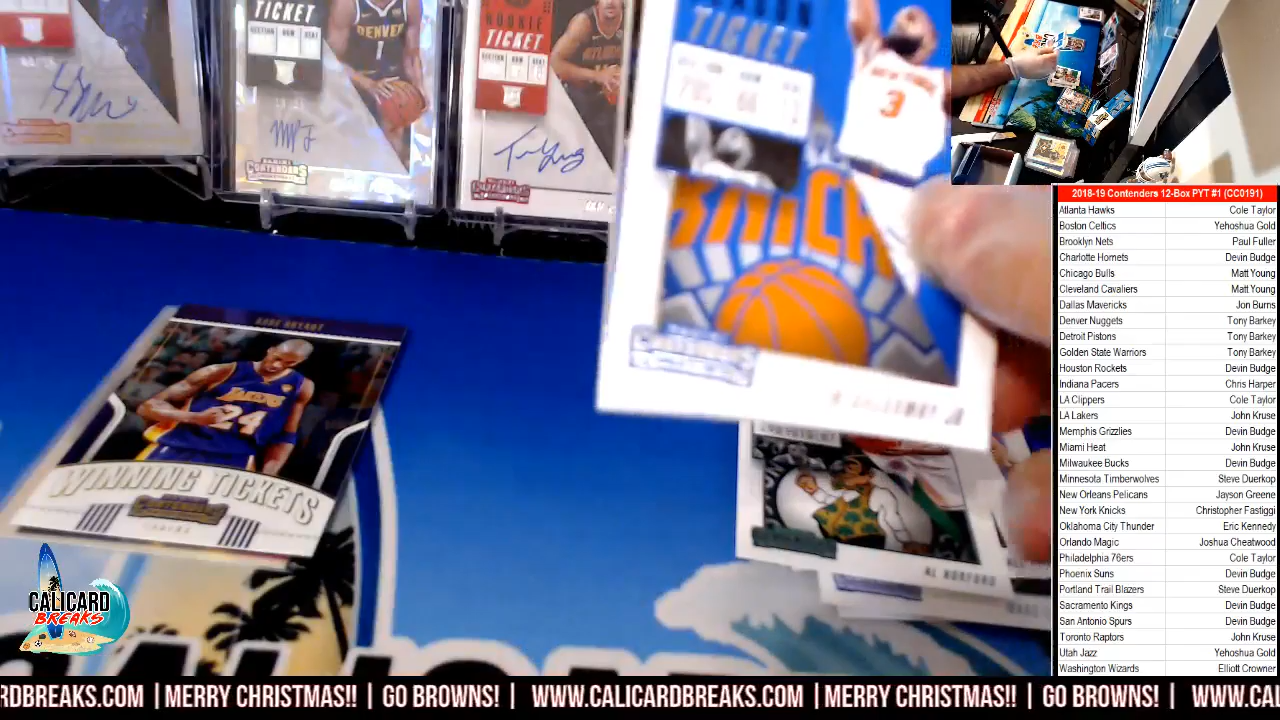 TICKET
ROOKIE
TICKET
TICKET
DENVER
1
3
KOBE BRYANT
LAKERS
24
WINNING TICKETS
CONTENDERS
AL HORFORD
CALICARD
BREAKS
2018-19 Contenders 12-Box PYT #1 (CC0191)
Atlanta Hawks Cole Taylor
Boston Celtics Yehoshua Gold
Brooklyn Nets Paul Fuller
Charlotte Hornets Devin Budge
Chicago Bulls Matt Young
Cleveland Cavaliers Matt Young
Dallas Mavericks Jon Burns
Denver Nuggets Tony Barkey
Detroit Pistons Tony Barkey
Golden State Warriors Tony Barkey
Houston Rockets Devin Budge
Indiana Pacers Chris Harper
LA Clippers Cole Taylor
LA Lakers John Kruse
Memphis Grizzlies Devin Budge
Miami Heat John Kruse
Milwaukee Bucks Devin Budge
Minnesota Timberwolves Steve Duerkop
New Orleans Pelicans Jayson Greene
New York Knicks Christopher Fastiggi
Oklahoma City Thunder Eric Kennedy
Orlando Magic Joshua Cheatwood
Philadelphia 76ers Cole Taylor
Phoenix Suns Devin Budge
Portland Trail Blazers Steve Duerkop
Sacramento Kings Devin Budge
San Antonio Spurs Devin Budge
Toronto Raptors John Kruse
Utah Jazz Yehoshua Gold
Washington Wizards Elliott Crowner
RDBREAKS.COM | MERRY CHRISTMAS!! | GO BROWNS! | WWW.CALICARDBREAKS.COM | MERRY CHRISTMAS!! | GO BROWNS! | WWW.CAL